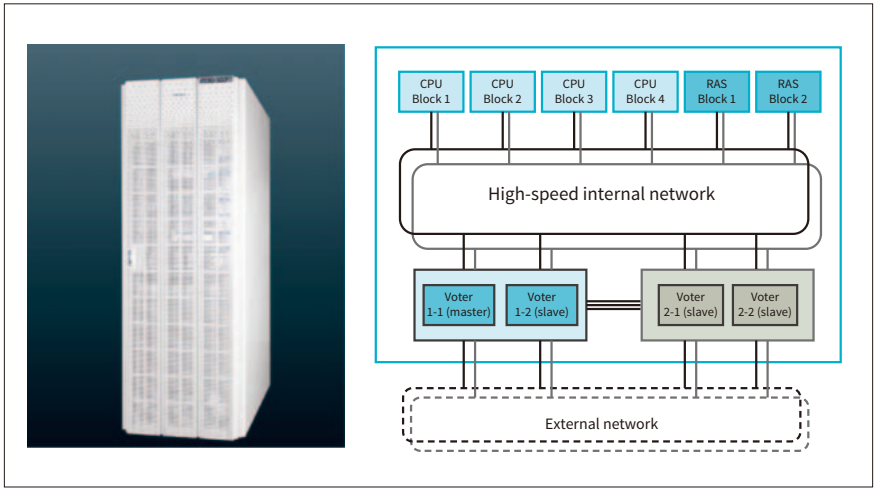 CPU
Block 1
CPU
Block 2
CPU
Block 3
CPU
Block 4
RAS
Block 1
RAS
Block 2
High-speed internal network
Voter
1-1 (master)
Voter
1-2 (slave)
Voter
2-1 (slave)
Voter
2-2 (slave)
External network